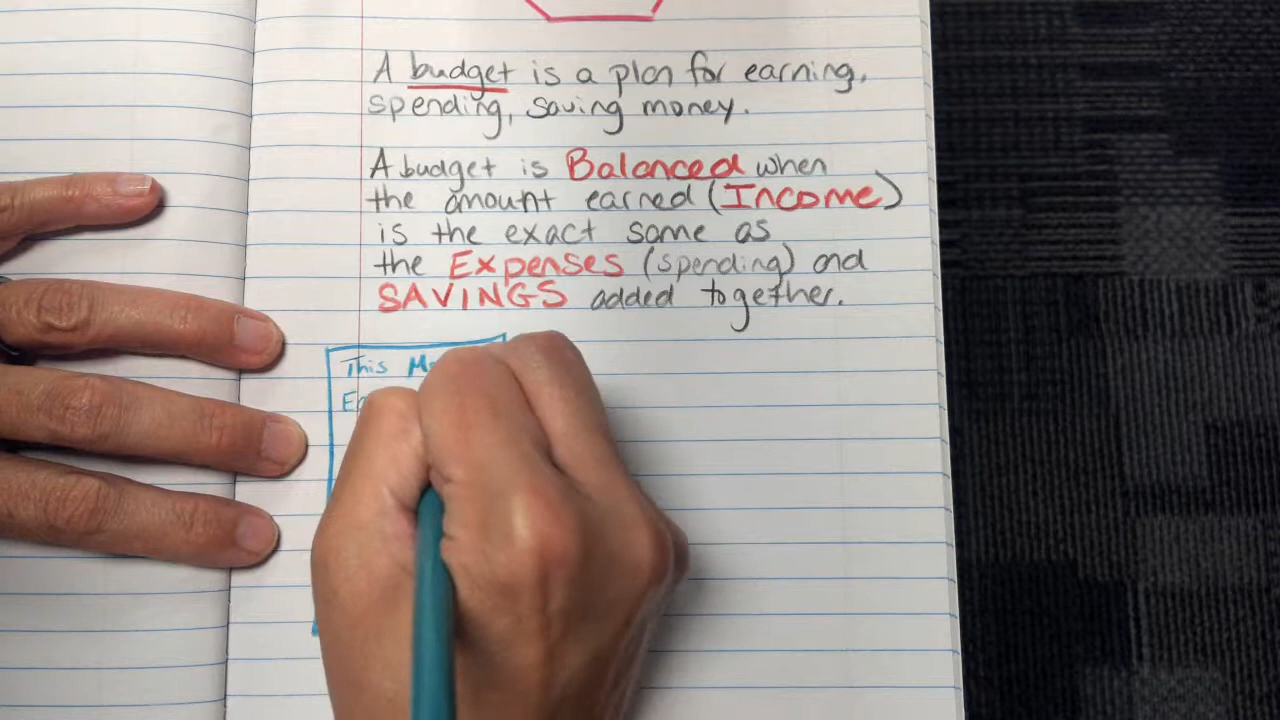 A budget is a plan for earning,
spending, saving money.
A budget is Balanced when
the amount earned (Income)
is the exact same as
the Expenses (spending) and
SAVINGS added together.
This